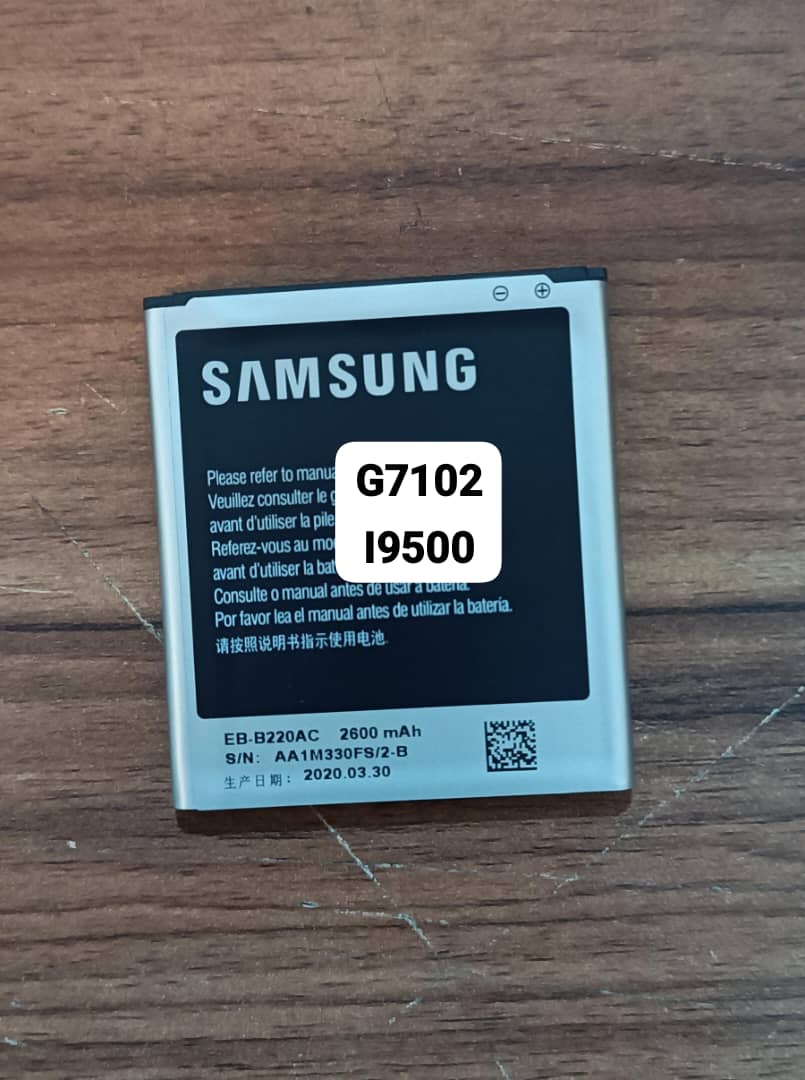 ⊖ ⊕
SAMSUNG
Please refer to
Veuillez consulter le
avant d'utiliser la pile
Referez-vous au
avant d'utiliser la
Consulte o manual antes de usar a bateria.
Por favor lea el manual antes de utilizar la batería.
请按照说明书指示使用电池.
G7102
I9500
EB-B220AC 2600 mAh
S/N: AA1M330FS/2-B
生产日期: 2020.03.30